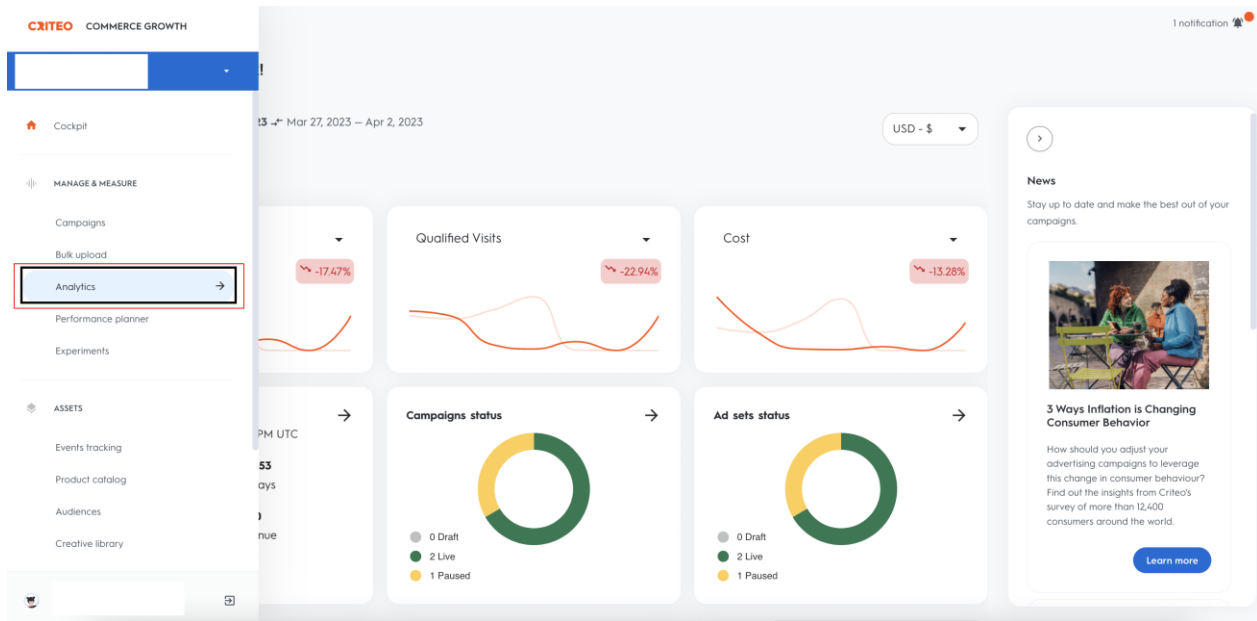 CRITEO COMMERCE GROWTH
1 notification
!
Cockpit
23 Mar 27, 2023 — Apr 2, 2023
USD - $
MANAGE & MEASURE
Campaigns
Bulk upload
Analytics
Performance planner
Experiments
ASSETS
Events tracking
Product catalog
Audiences
Creative library
-17.47%
Qualified Visits
-22.94%
Cost
-13.28%
PM UTC
53
ays
nue
Campaigns status
0 Draft
2 Live
1 Paused
Ad sets status
0 Draft
2 Live
1 Paused
News
Stay up to date and make the best out of your
campaigns.
3 Ways Inflation is Changing
Consumer Behavior
How should you adjust your
advertising campaigns to leverage
this change in consumer behaviour?
Find out the insights from Criteo's
survey of more than 12,400
consumers around the world.
Learn more